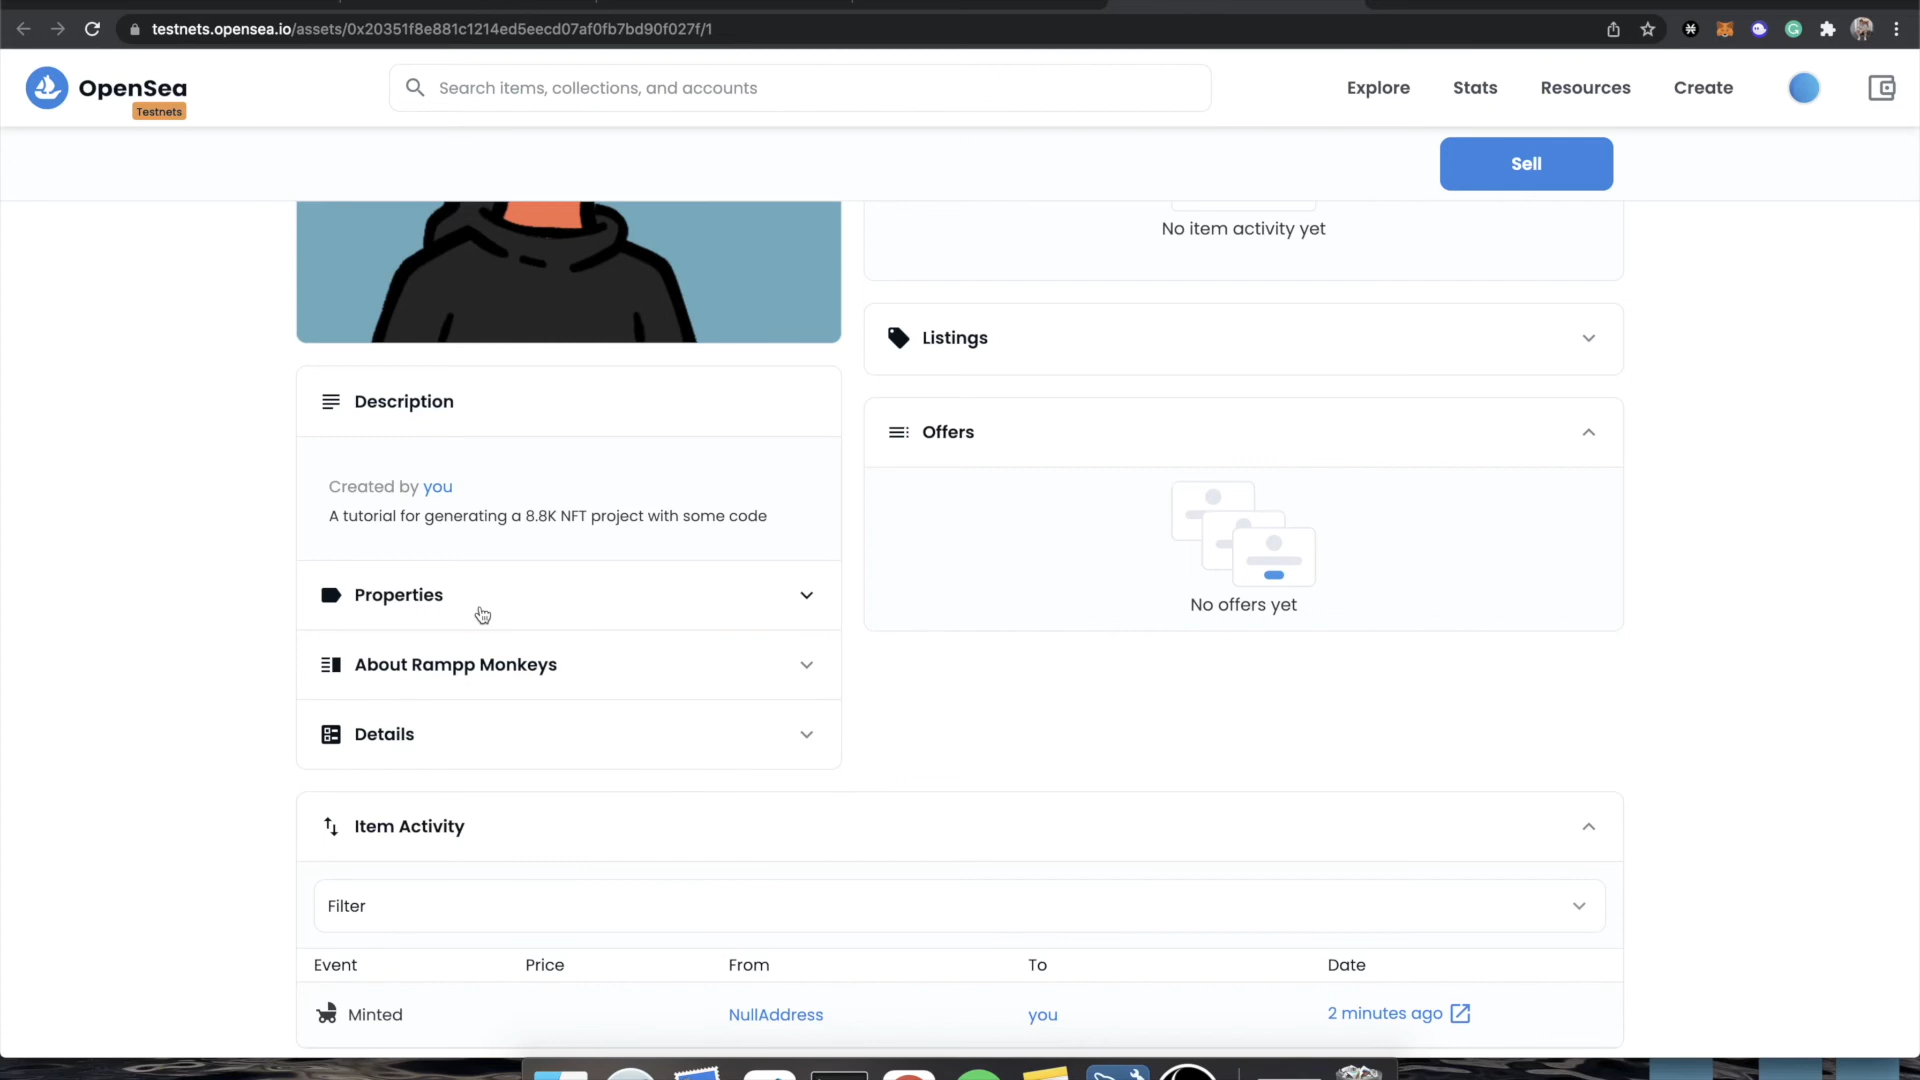 testnets.opensea.io/assets/0x20351f8e881c1214ed5eecd07af0fb7bd90f027f/1
OpenSea
Testnets
Search items, collections, and accounts
Explore
Stats
Resources
Create
Sell
No item activity yet
Listings
Description
Offers
Created by you
A tutorial for generating a 8.8K NFT project with some code
Properties
No offers yet
About Rampp Monkeys
Details
Item Activity
Filter
Event Price From To Date
Minted NullAddress you 2 minutes ago